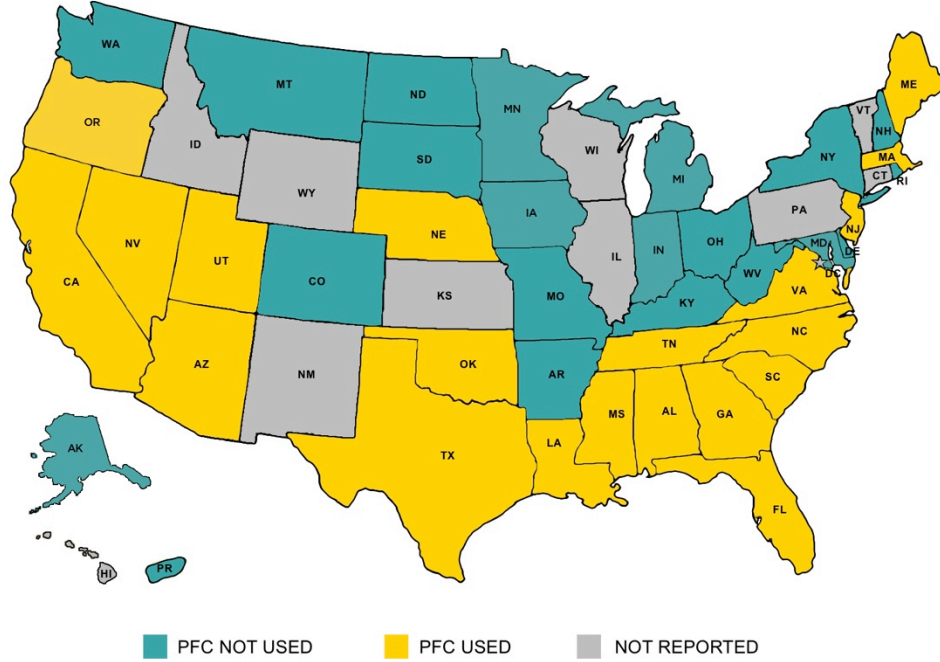 WA
MT
ND
MN
ME
OR
ID
SD
WI
VT
NH
NY
MA
CT
RI
WY
MI
IA
PA
NJ
NE
NV
UT
CO
IL
IN
OH
MD
DE
DC
WV
VA
CA
KS
MO
KY
NC
TN
AZ
NM
OK
AR
SC
MS
AL
GA
LA
TX
FL
AK
HI
PR
PFC NOT USED
PFC USED
NOT REPORTED